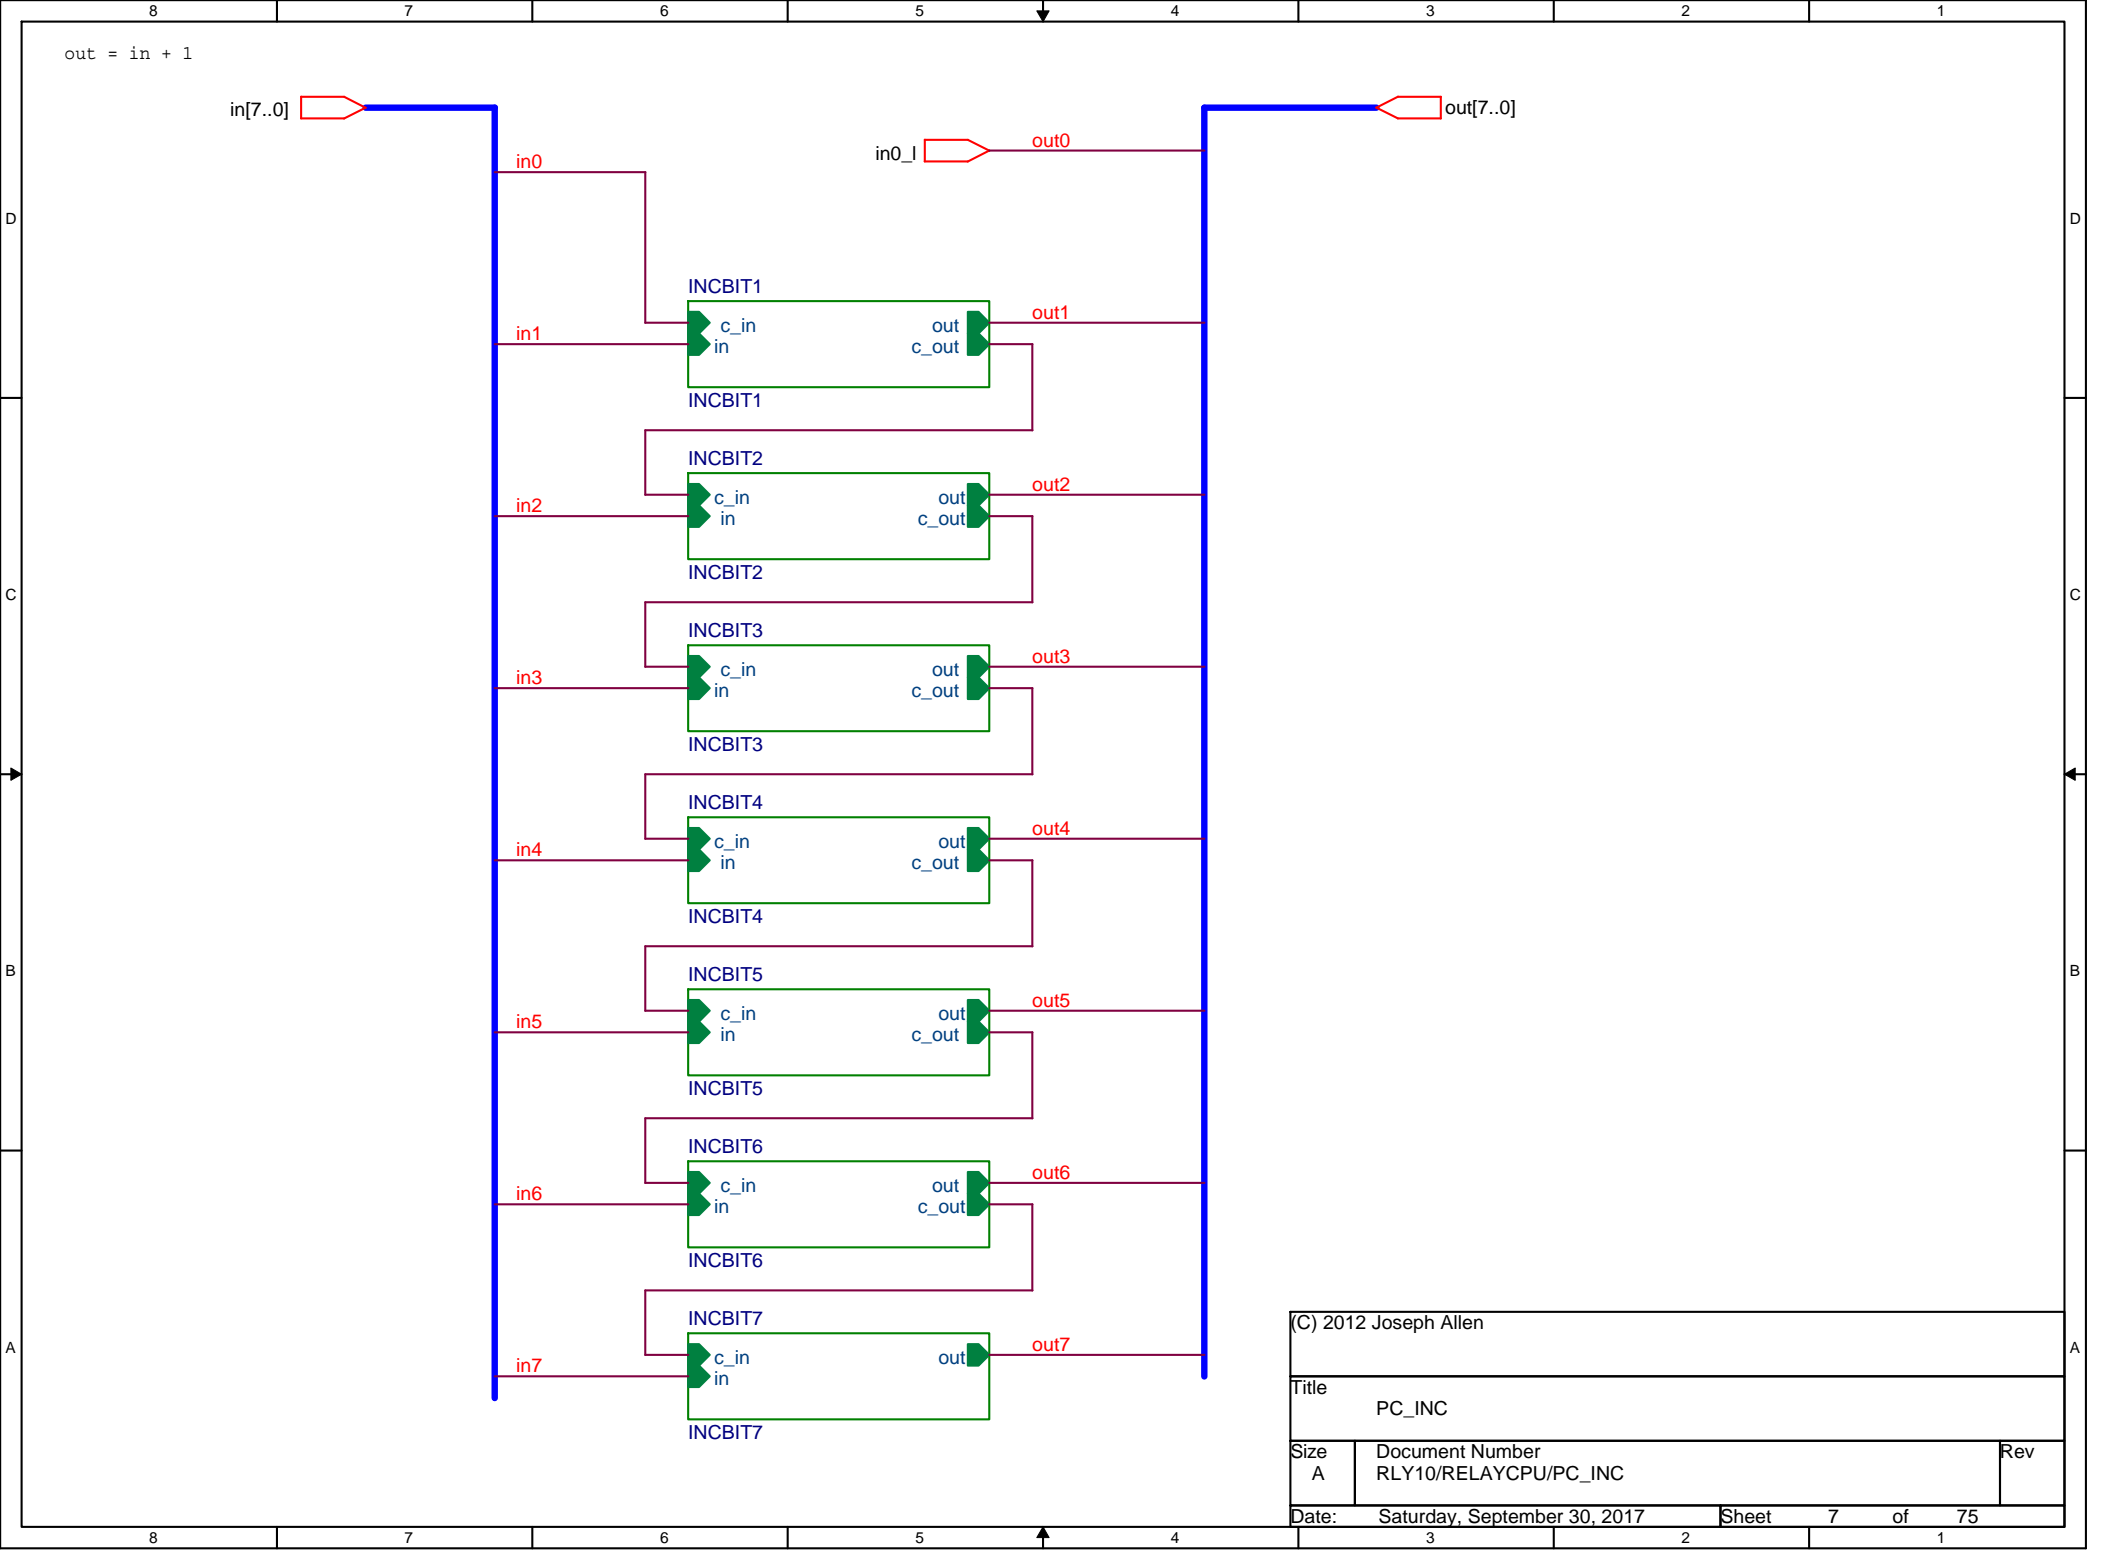 8 7 6 5 4 3 2 1
out = in + 1
in[7..0]
out[7..0]
in0_l
out0
in0
D
D
INCBIT1
c_in
out
out1
in1
in
c_out
INCBIT1
INCBIT2
c_in
out
out2
in2
in
c_out
INCBIT2
C
C
INCBIT3
c_in
out
out3
in3
in
c_out
INCBIT3
INCBIT4
c_in
out
out4
in4
in
c_out
INCBIT4
B
B
INCBIT5
c_in
out
out5
in5
in
c_out
INCBIT5
INCBIT6
c_in
out
out6
in6
in
c_out
INCBIT6
INCBIT7
A
A
c_in
out
out7
in7
in
INCBIT7
(C) 2012 Joseph Allen
Title
PC_INC
Size
Document Number
Rev
A
RLY10/RELAYCPU/PC_INC
Date: Saturday, September 30, 2017 Sheet 7 of 75
8 7 6 5 4 3 2 1